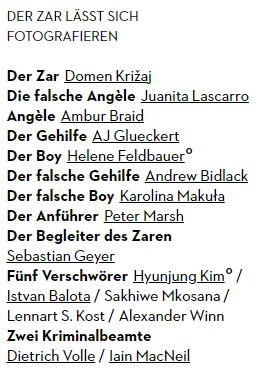 DER ZAR LÄSST SICH
FOTOGRAFIEREN
Der Zar Domen Križaj
Die falsche Angèle Juanita Lascarro
Angèle Ambur Braid
Der Gehilfe AJ Glueckert
Der Boy Helene Feldbauer°
Der falsche Gehilfe Andrew Bidlack
Der falsche Boy Karolina Makuła
Der Anführer Peter Marsh
Der Begleiter des Zaren
Sebastian Geyer
Fünf Verschwörer Hyunjung Kim° /
Istvan Balota / Sakhiwe Mkosana /
Lennart S. Kost / Alexander Winn
Zwei Kriminalbeamte
Dietrich Volle / Iain MacNeil